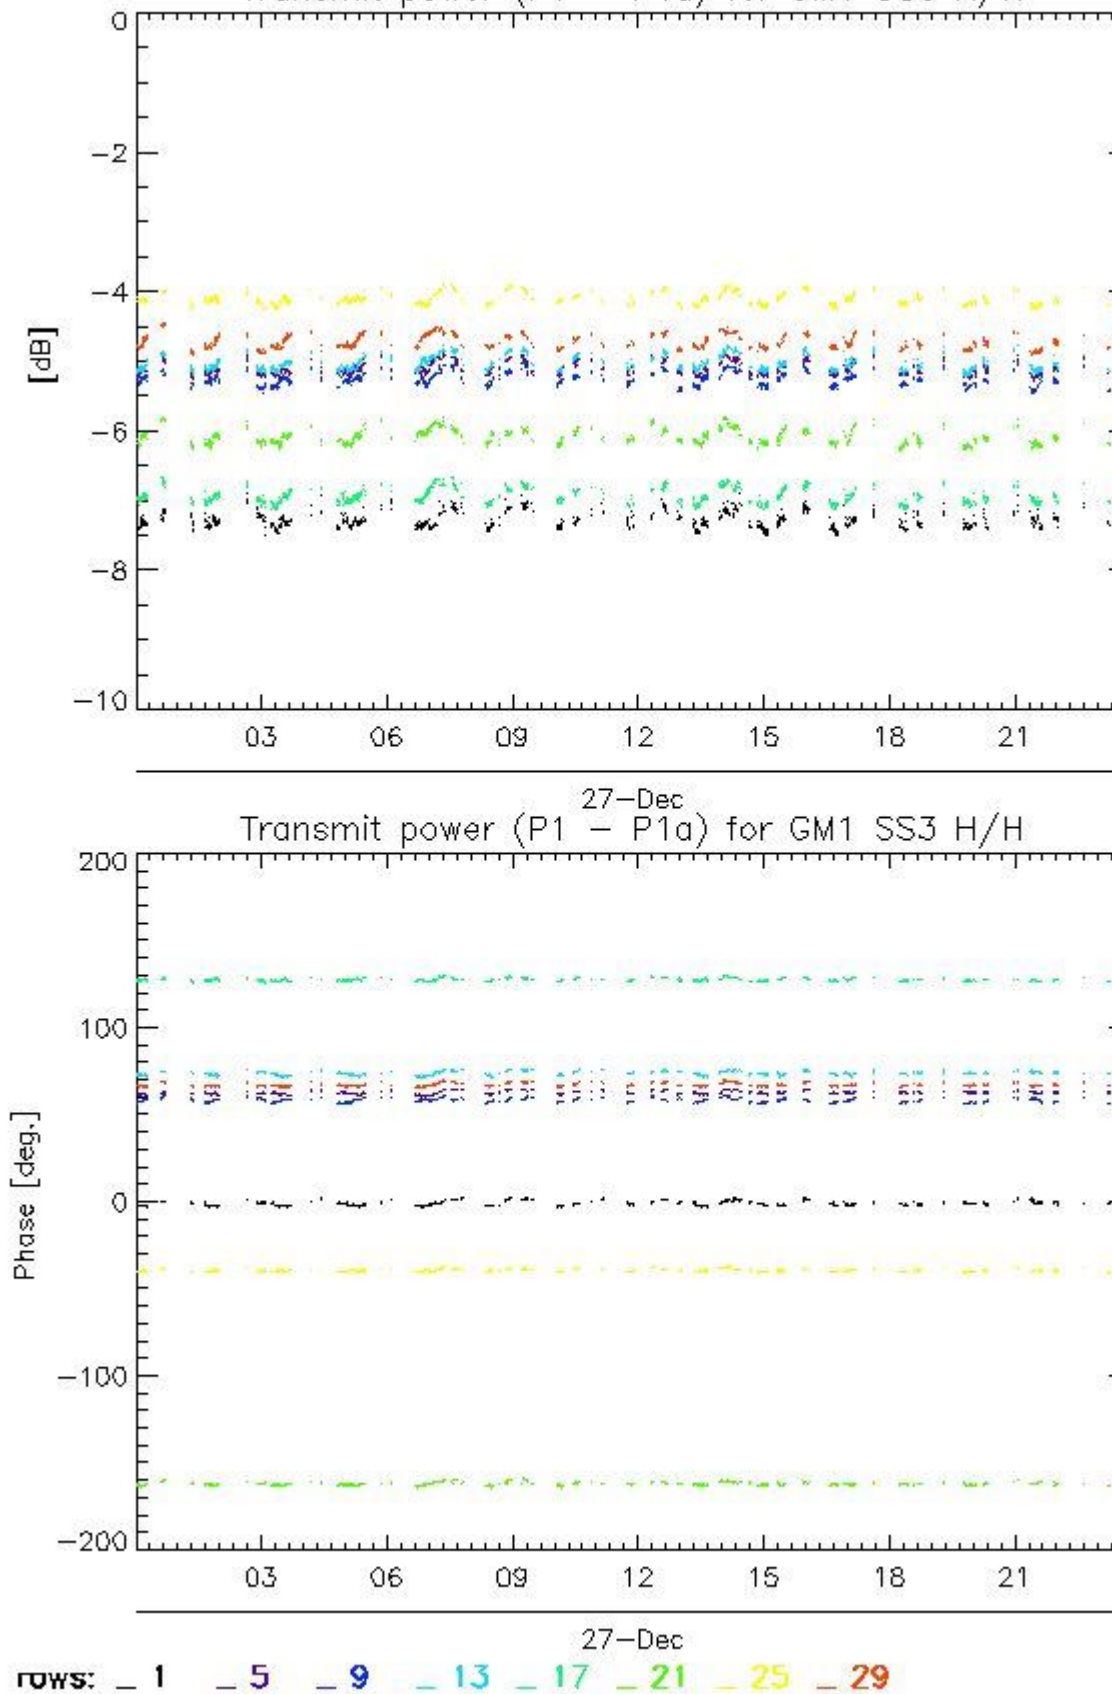 0
-2
-4
[dB]
-6
-8
-10
03 06 09 12 15 18 21
27-Dec
Transmit power (P1 - P1a) for GM1 SS3 H/H
200
100
Phase [deg.]
0
-100
-200
03 06 09 12 15 18 21
27-Dec
rows: _ 1 _ 5 _ 9 _ 13 _ 17 _ 21 _ 25 _ 29